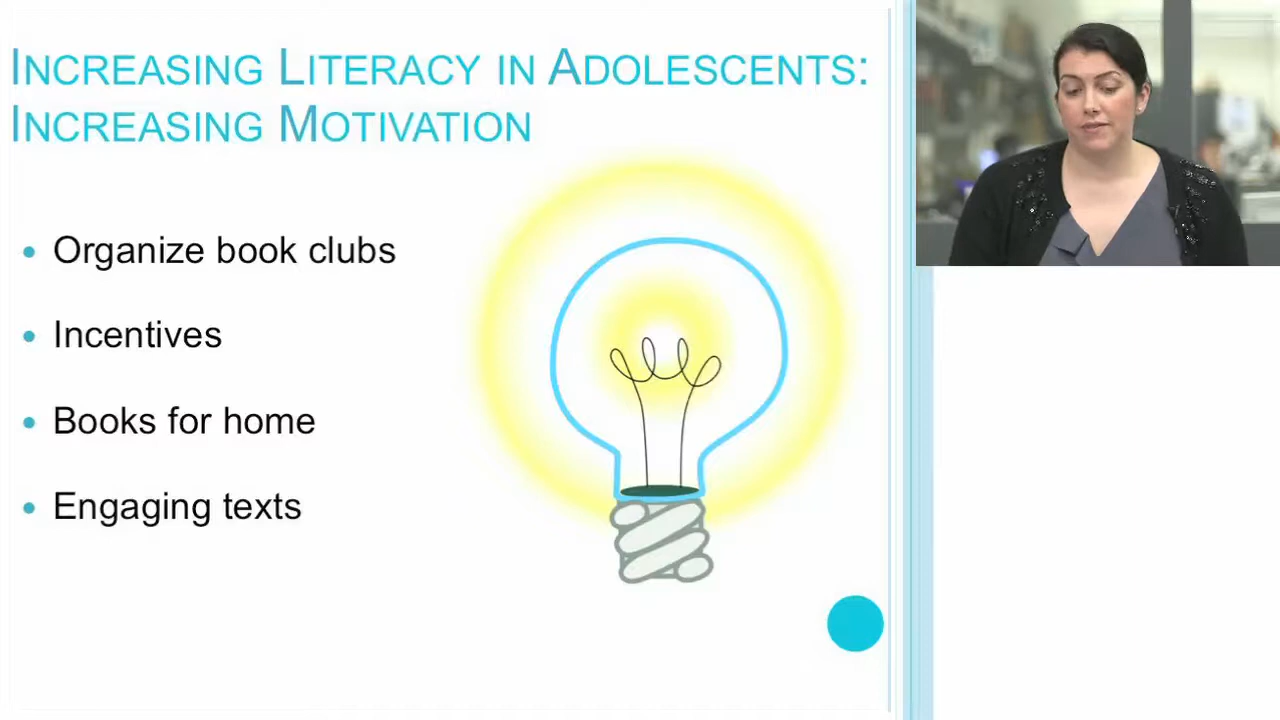 INCREASING LITERACY IN ADOLESCENTS:
INCREASING MOTIVATION
• Organize book clubs
• Incentives
• Books for home
• Engaging texts